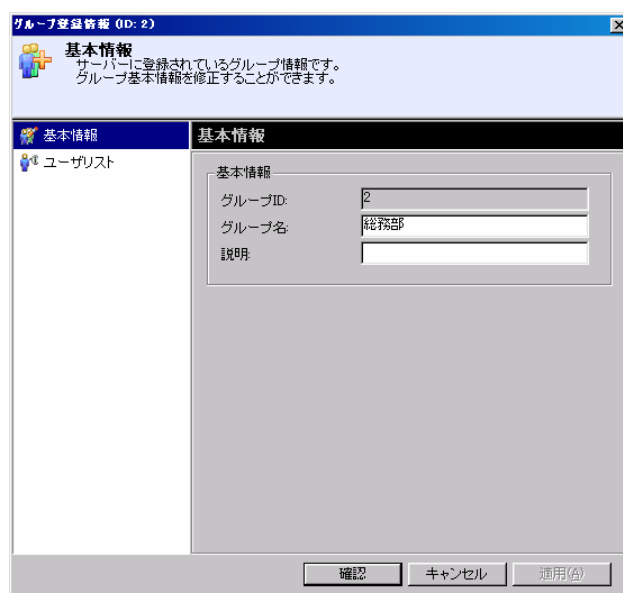 グループ登録情報 (ID: 2)
基本情報
サーバーに登録されているグループ情報です。
グループ基本情報を修正することができます。
基本情報
ユーザリスト
基本情報
基本情報
グループID:
2
グループ名:
総務部
説明:
確認
キャンセル
適用(A)